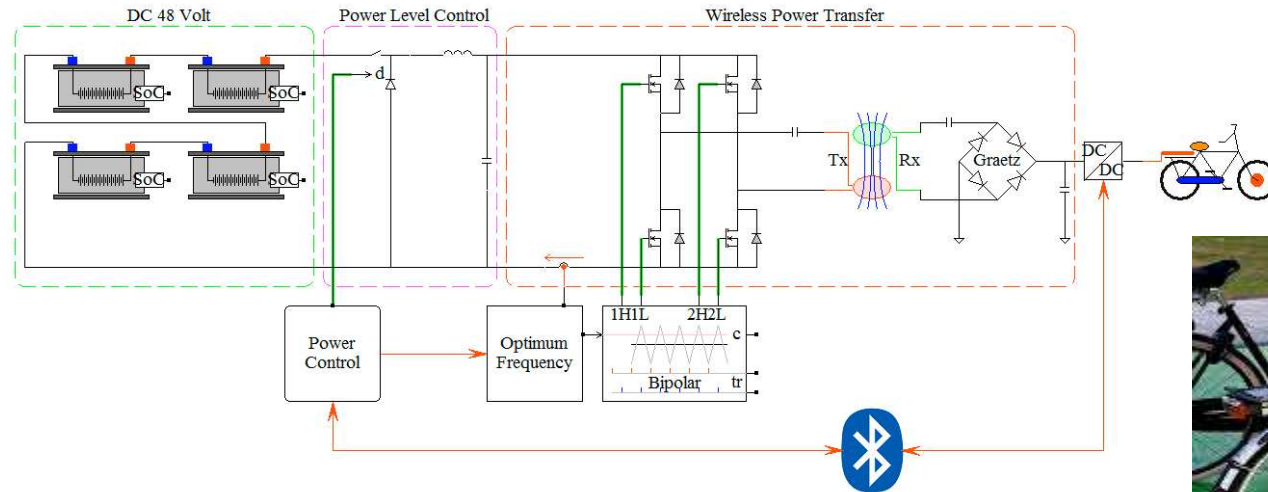 DC 48 Volt
Power Level Control
Wireless Power Transfer
SoC
SoC
d
SoC
SoC
Tx
Rx
Graetz
DC
DC
1H1L
2H2L
Power
Control
Optimum
Frequency
c
Bipolar
tr